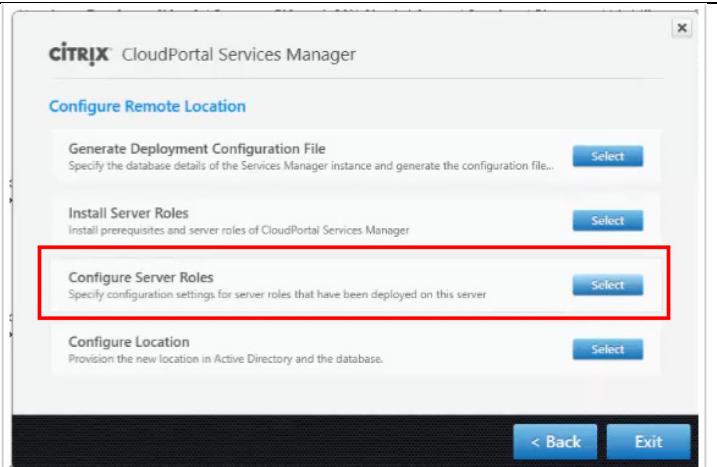 CİTRIX CloudPortal Services Manager
Configure Remote Location
Generate Deployment Configuration File
Specify the database details of the Services Manager instance and generate the configuration file...
Select
Install Server Roles
Install prerequisites and server roles of CloudPortal Services Manager
Select
Configure Server Roles
Specify configuration settings for server roles that have been deployed on this server
Select
Configure Location
Provision the new location in Active Directory and the database.
Select
< Back
Exit